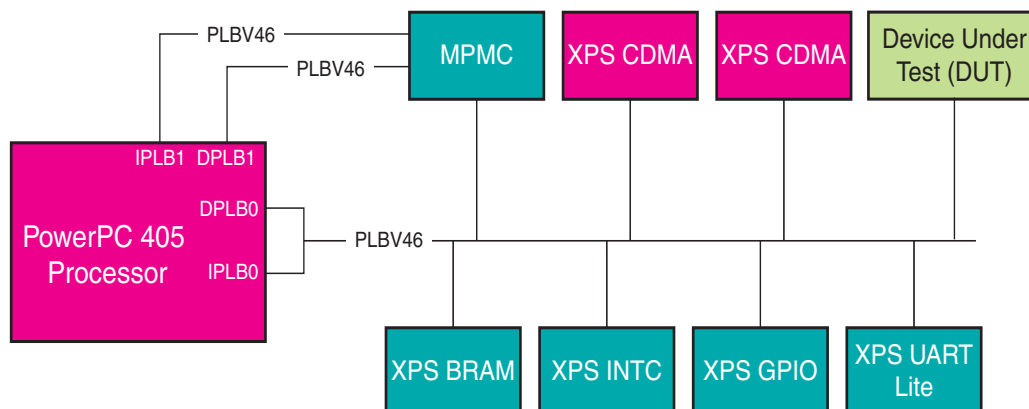 PLBV46
PLBV46
MPMC
XPS CDMA
XPS CDMA
Device Under
Test (DUT)
IPLB1
DPLB1
DPLB0
PowerPC 405
Processor
IPLB0
PLBV46
XPS BRAM
XPS INTC
XPS GPIO
XPS UART
Lite